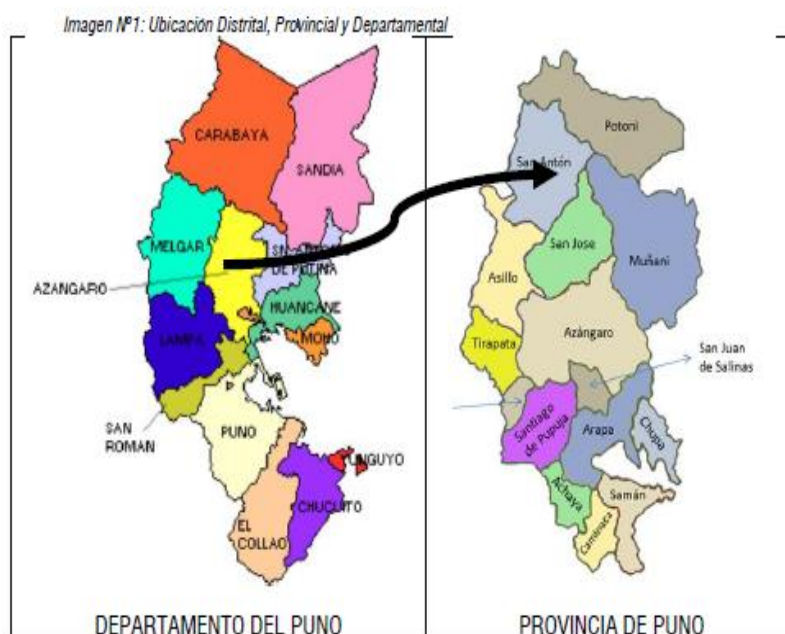 Imagen Nº1: Ubicación Distrital, Provincial y Departamental
CARABAYA
SANDIA
MELGAR
DE PUTINA
AZANGARO
HUANCANE
LAMPA
MOHO
SAN
ROMAN
PUNO
YUNGUYO
CHUCUITO
EL
COLLAO
DEPARTAMENTO DEL PUNO
Potoni
San Antón
San Jose
Muñani
Asillo
Azángaro
Tirapata
San Juan
de Salinas
Santiago
de Pupuja
Arapa
Chupa
Achaya
Samán
Caminaca
PROVINCIA DE PUNO